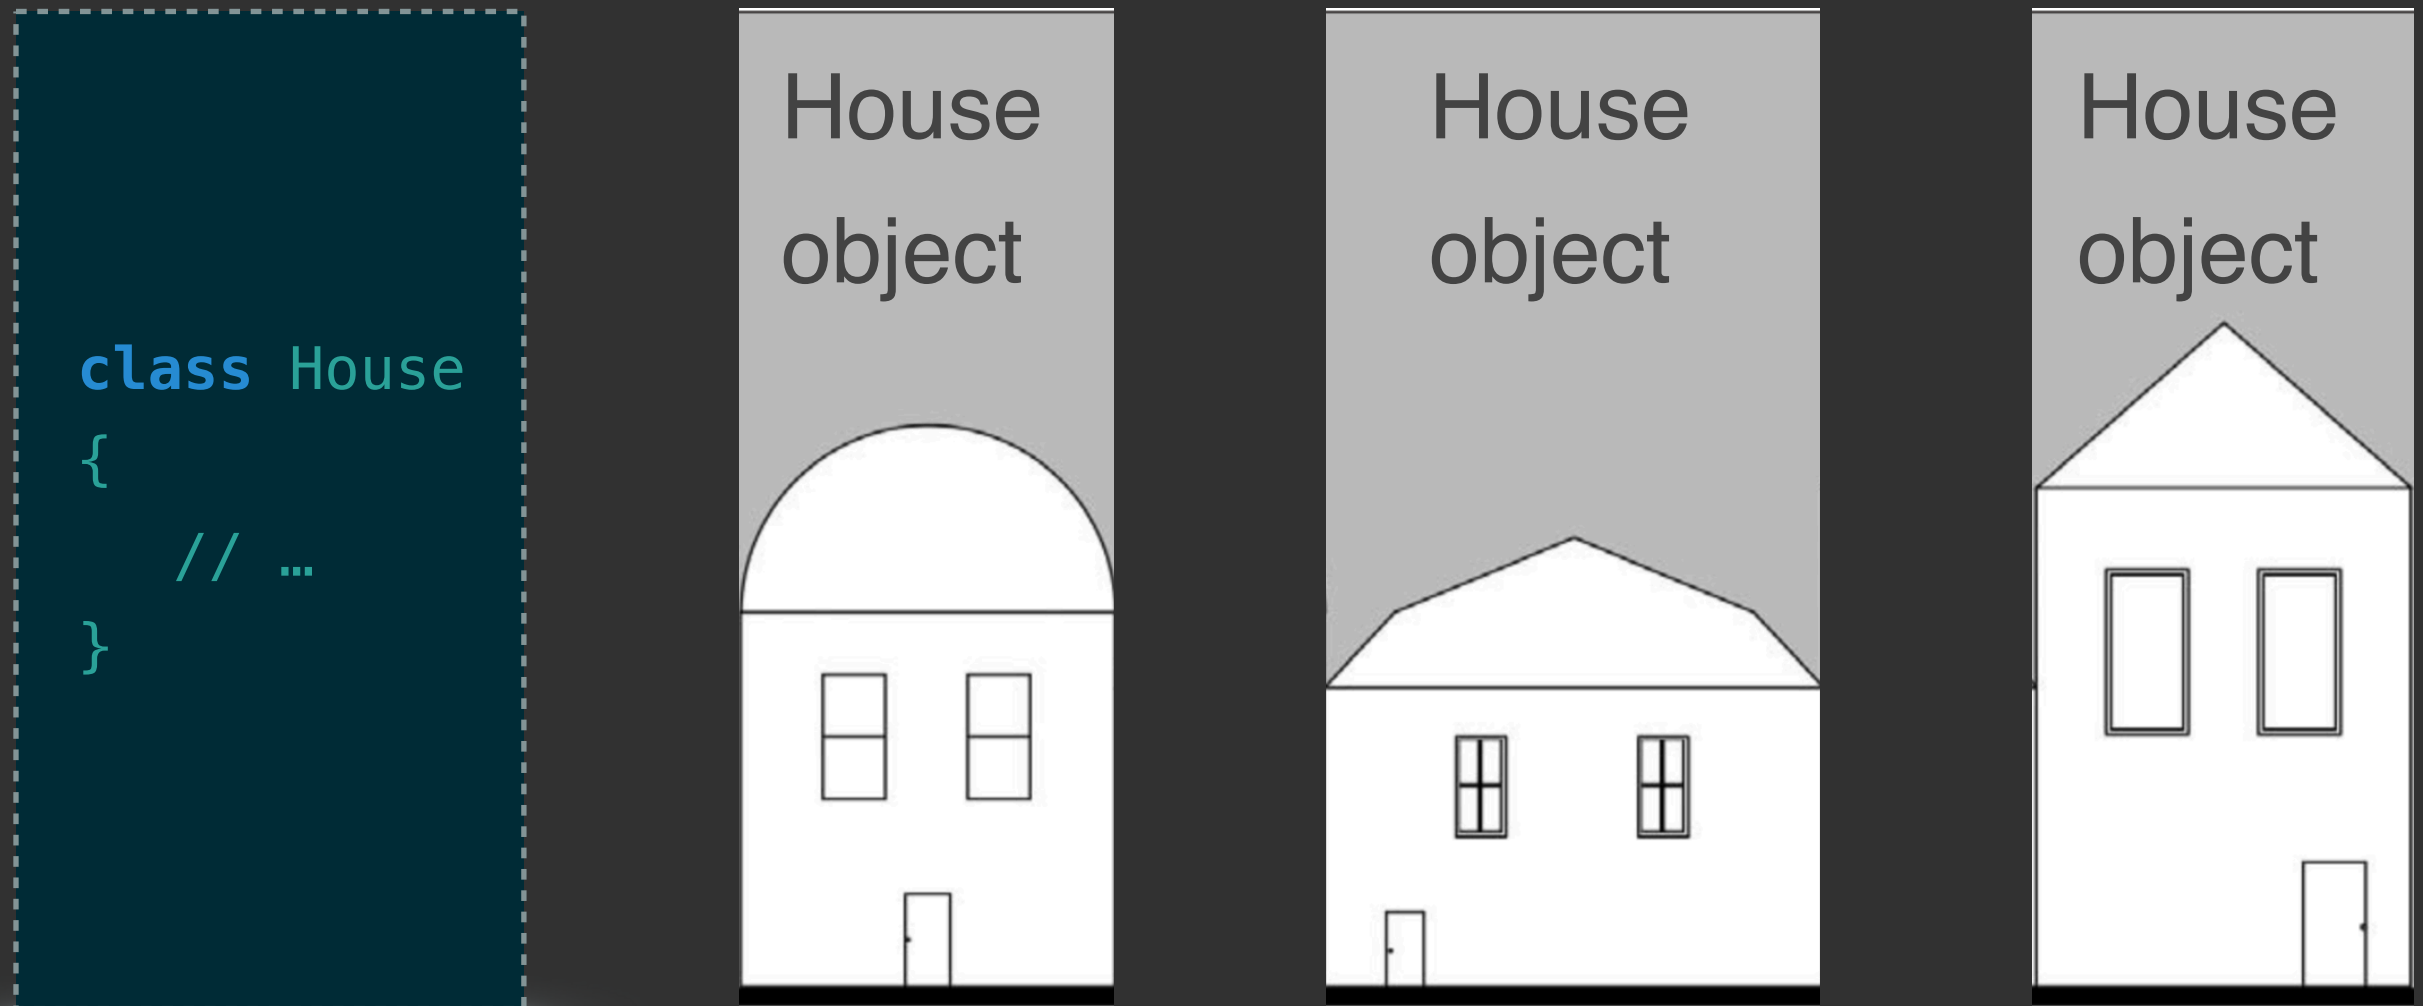 class House
{
// …
}
House
object
House
object
House
object